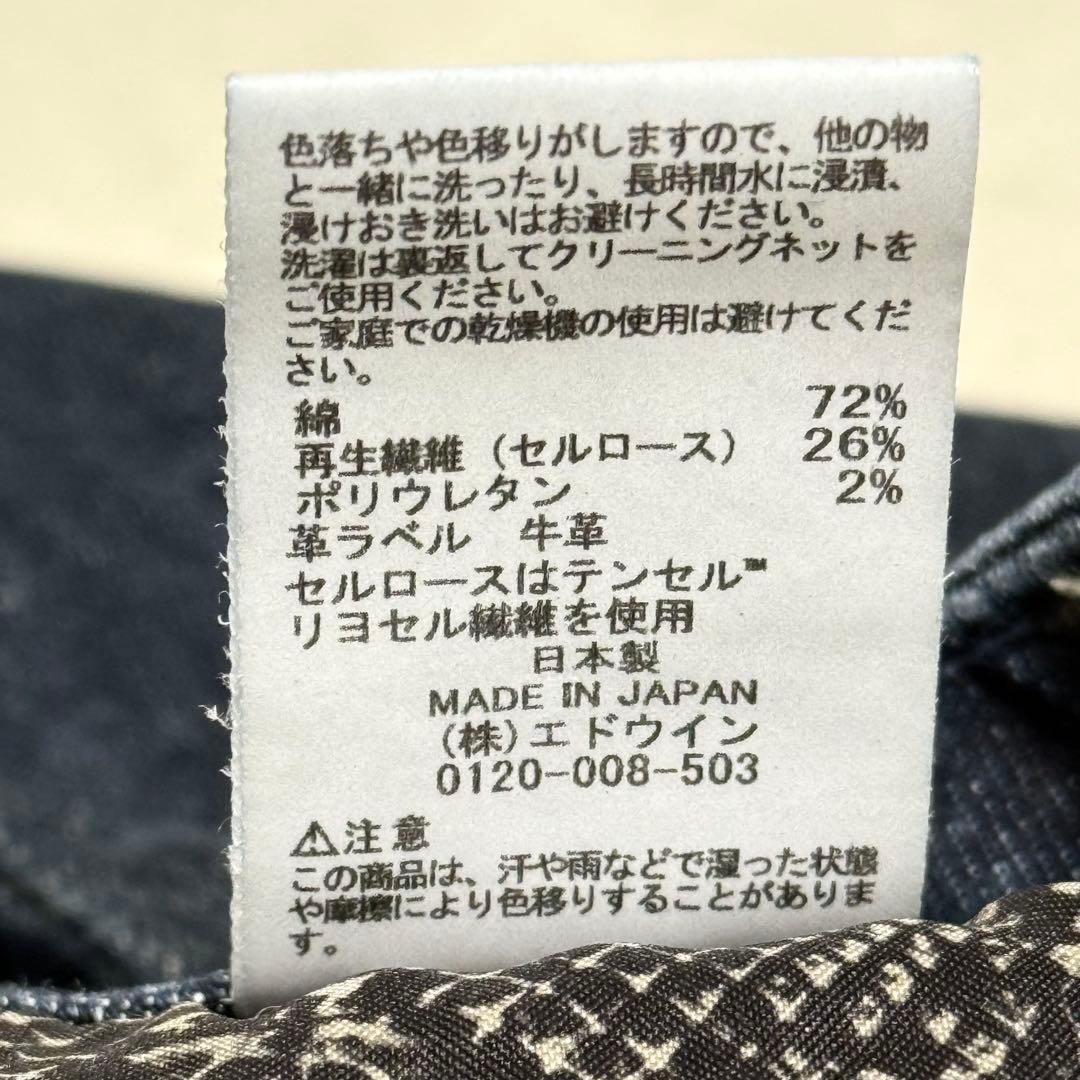 色落ちや色移りがしますので、他の物
と一緒に洗ったり、長時間水に浸漬、
浸けおき洗いはお避けください。
洗濯は裏返してクリーニングネットを
ご使用ください。
ご家庭での乾燥機の使用は避けてくだ
さい。
綿 72%
再生繊維（セルロース） 26%
ポリウレタン 2%
革ラベル 牛革
セルロースはテンセル™
リヨセル繊維を使用
日本製
MADE IN JAPAN
(株)エドウイン
0120-008-503
⚠注意
この商品は、汗や雨などで湿った状態
や摩擦により色移りすることがありま
す。